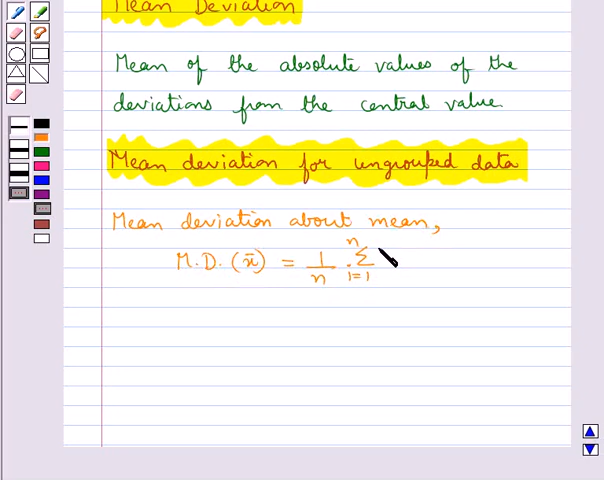 Mean Deviation
Mean of the absolute values of the
deviations from the central value
Mean deviation for ungrouped data
Mean deviation about mean,
M.D. (x̄) = 1/n . n Σ i=1